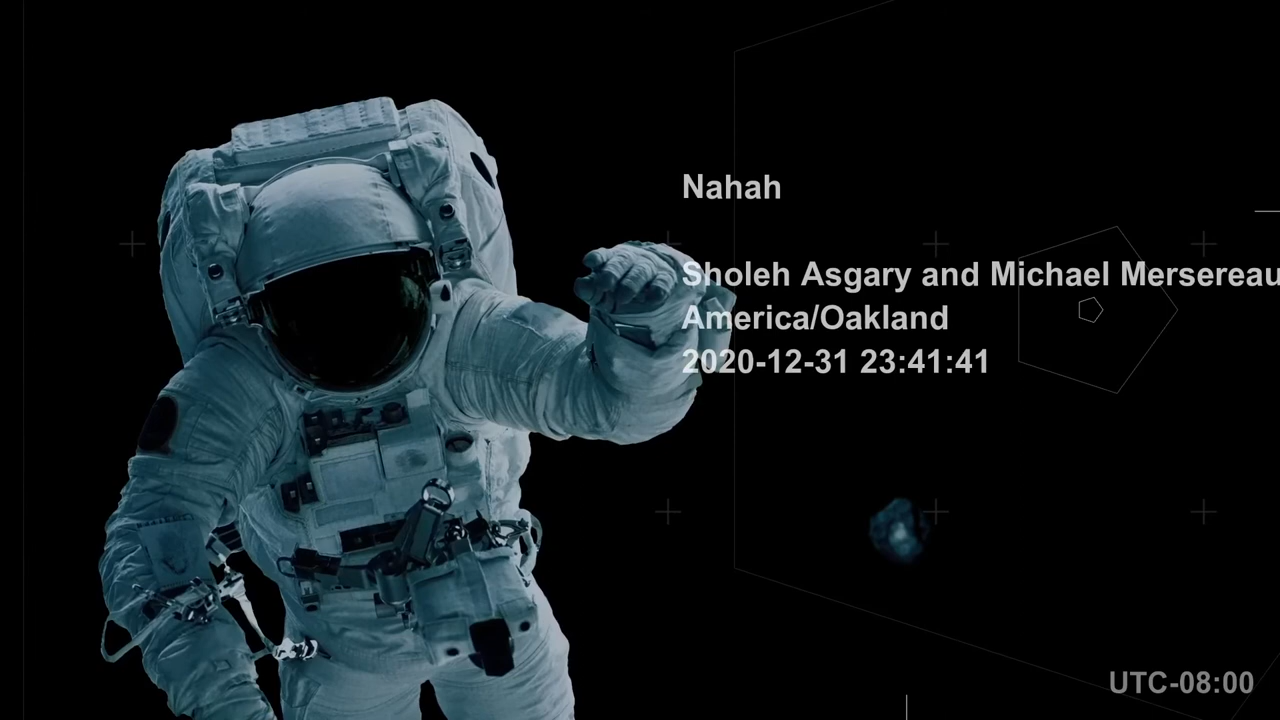 Nahah
Sholeh Asgary and Michael Mersereau
America/Oakland
2020-12-31 23:41:41
UTC-08:00